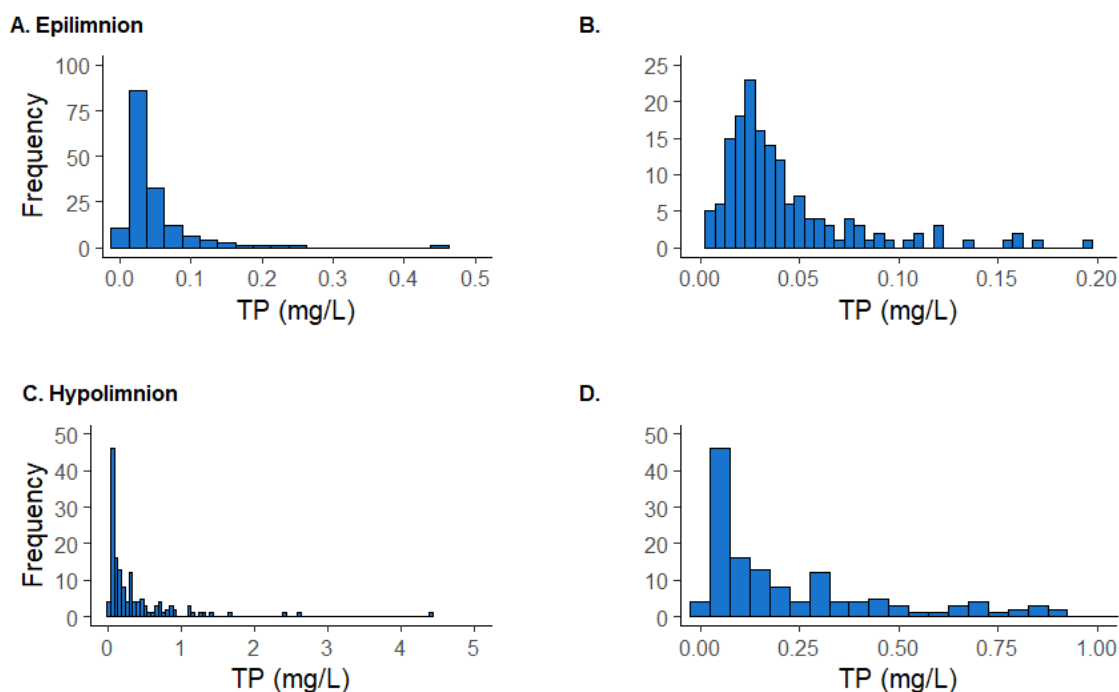 A. Epilimnion
B.
100
75
50
25
0
Frequency
0.0 0.1 0.2 0.3 0.4 0.5
TP (mg/L)
25
20
15
10
5
0
0.00 0.05 0.10 0.15 0.20
TP (mg/L)
C. Hypolimnion
D.
50
40
30
20
10
0
Frequency
0 1 2 3 4 5
TP (mg/L)
50
40
30
20
10
0
0.00 0.25 0.50 0.75 1.00
TP (mg/L)